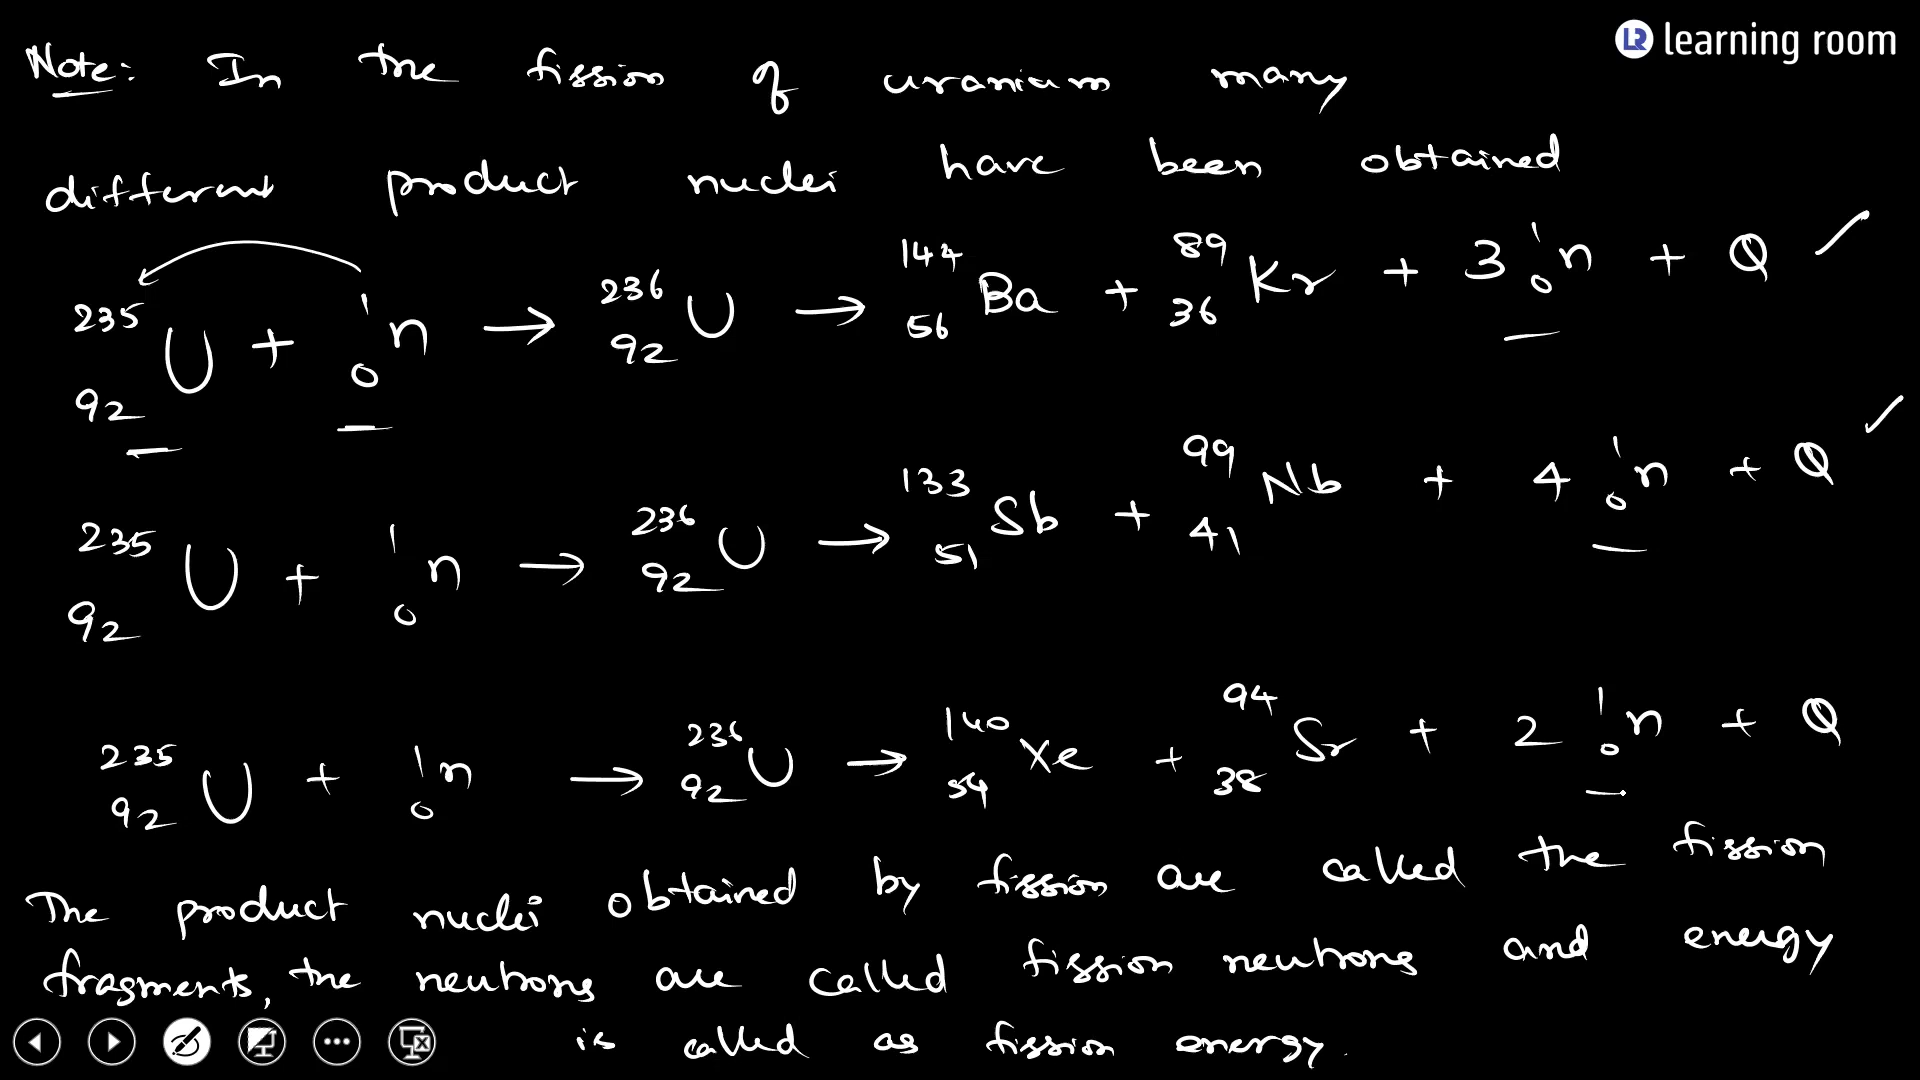 learning room
Note: In the fission of uranium many
different product nuclei have been obtained
²³⁵₉₂U + ¹₀n → ²³⁶₉₂U → ¹⁴⁴₅₆Ba + ⁸⁹₃₆Kr + 3 ¹₀n + Q ✓
²³⁵₉₂U + ¹₀n → ²³⁶₉₂U → ¹³³₅₁Sb + ⁹⁹₄₁Nb + 4 ¹₀n + Q ✓
²³⁵₉₂U + ¹₀n → ²³⁶₉₂U → ¹⁴⁰₅₄Xe + ⁹⁴₃₈Sr + 2 ¹₀n + Q
The product nuclei obtained by fission are called the fission
fragments, the neutrons are called fission neutrons and energy
is called as fission energy.